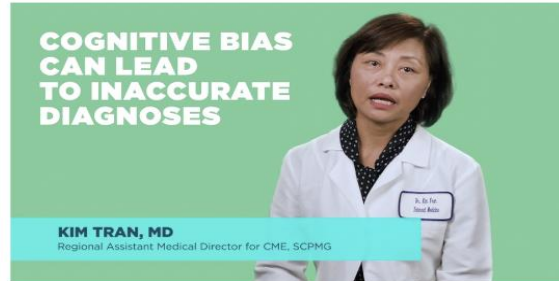 COGNITIVE BIAS
CAN LEAD
TO INACCURATE
DIAGNOSES
KIM TRAN, MD
Regional Assistant Medical Director for CME, SCPMG